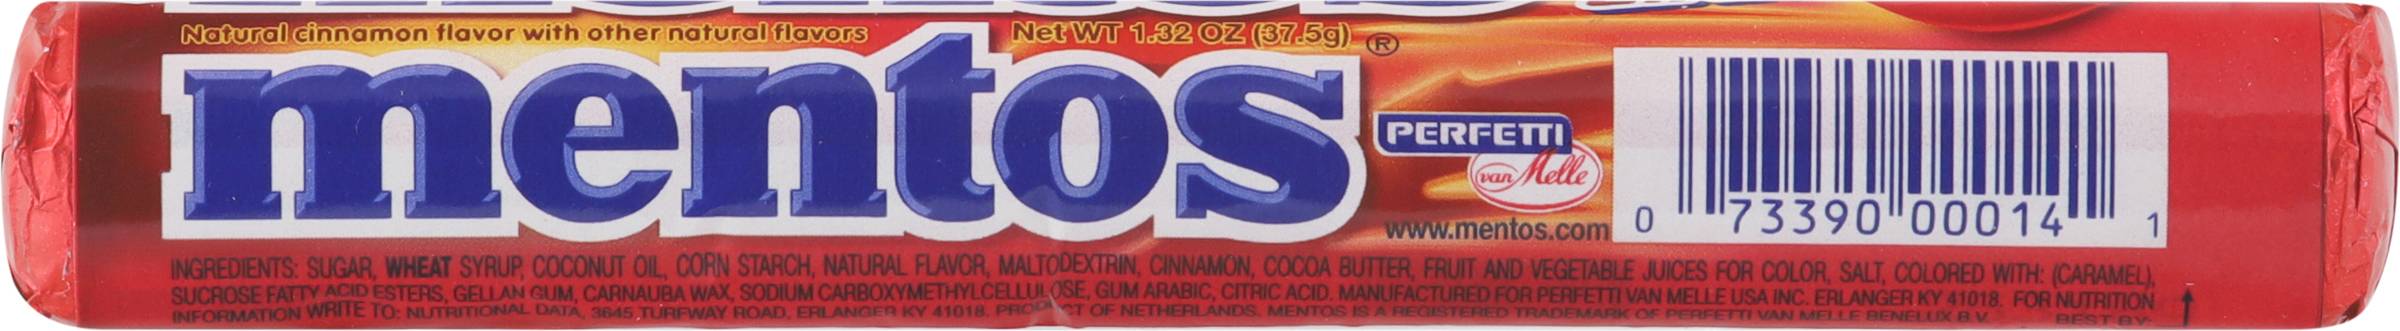 Natural cinnamon flavor with other natural flavors Net WT 1.32 OZ (37.5g)
mentos ®
PERFETTI
van Melle
www.mentos.com
0 73390 00014 1
INGREDIENTS: SUGAR, WHEAT SYRUP, COCONUT OIL, CORN STARCH, NATURAL FLAVOR, MALTODEXTRIN, CINNAMON, COCOA BUTTER, FRUIT AND VEGETABLE JUICES FOR COLOR, SALT, COLORED WITH: (CARAMEL),
SUCROSE FATTY ACID ESTERS, GELLAN GUM, CARNAUBA WAX, SODIUM CARBOXYMETHYLCELLULOSE, GUM ARABIC, CITRIC ACID. MANUFACTURED FOR PERFETTI VAN MELLE USA INC. ERLANGER KY 41018. FOR NUTRITION
INFORMATION WRITE TO: NUTRITIONAL DATA, 3645 TURFWAY ROAD, ERLANGER KY 41018. PRODUCT OF NETHERLANDS. MENTOS IS A REGISTERED TRADEMARK OF PERFETTI VAN MELLE BENELUX B.V. BEST BY: